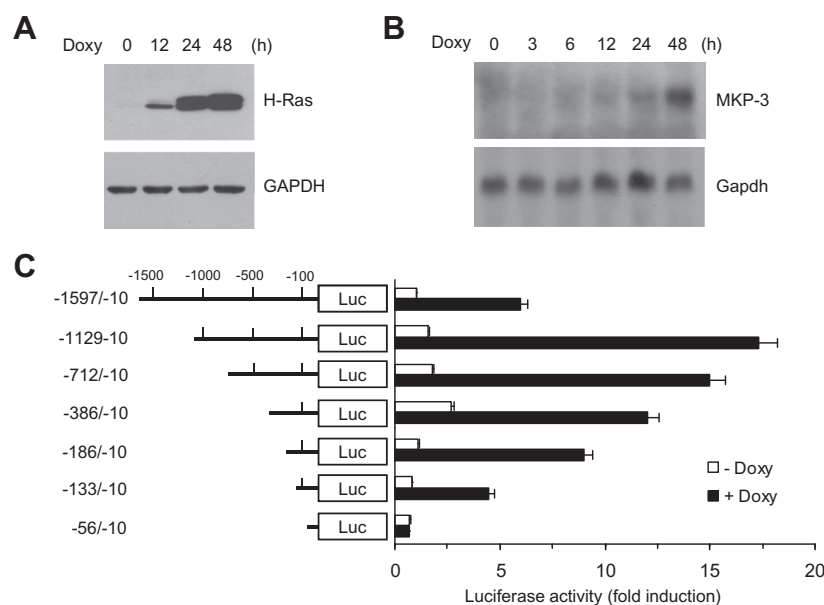 A
Doxy 0 12 24 48 (h)
H-Ras
GAPDH
B
Doxy 0 3 6 12 24 48 (h)
MKP-3
Gapdh
C
-1500 -1000 -500 -100
-1597/-10 Luc
-1129-10 Luc
-712/-10 Luc
-386/-10 Luc
-186/-10 Luc
-133/-10 Luc
-56/-10 Luc
- Doxy
+ Doxy
0 5 10 15 20
Luciferase activity (fold induction)